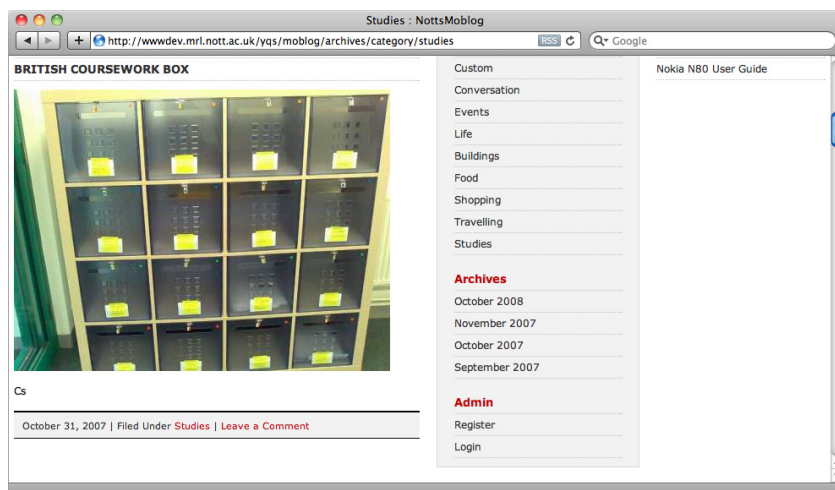 Studies : NottsMoblog
http://wwwdev.mrl.nott.ac.uk/yqs/moblog/archives/category/studies
RSS
Google
BRITISH COURSEWORK BOX
Cs
October 31, 2007 | Filed Under Studies | Leave a Comment
Custom
Conversation
Events
Life
Buildings
Food
Shopping
Travelling
Studies
Archives
October 2008
November 2007
October 2007
September 2007
Admin
Register
Login
Nokia N80 User Guide